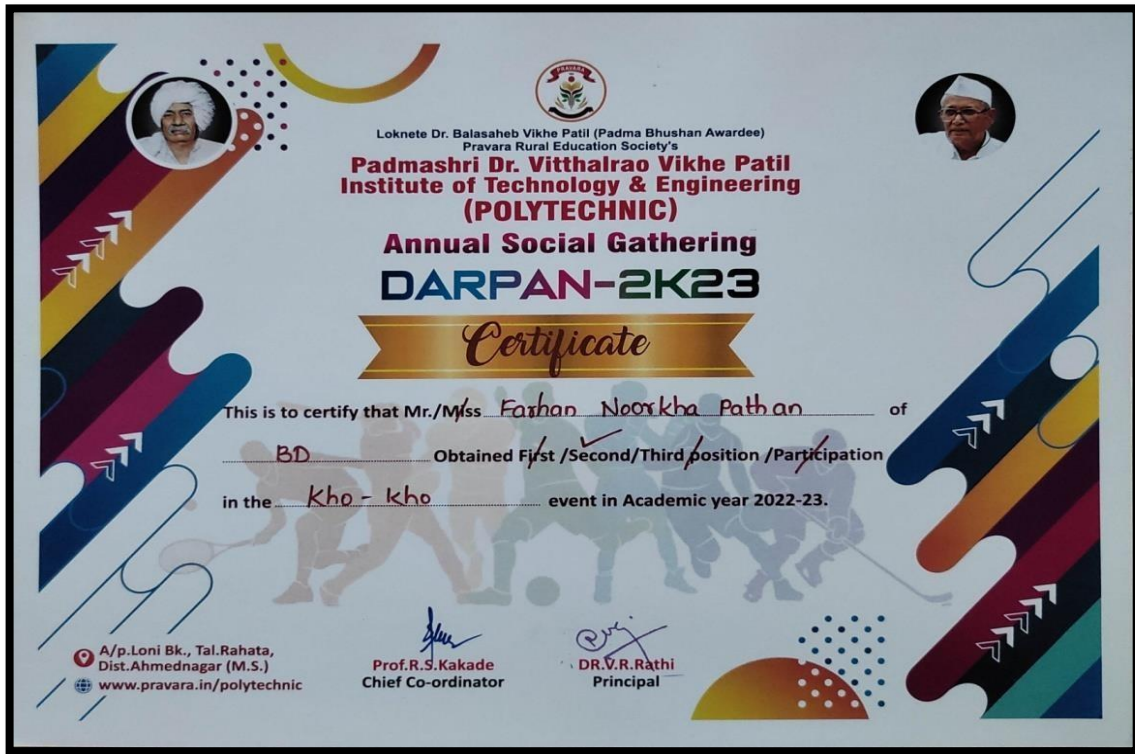 PRAVARA
Loknete Dr. Balasaheb Vikhe Patil (Padma Bhushan Awardee)
Pravara Rural Education Society's
Padmashri Dr. Vitthalrao Vikhe Patil
Institute of Technology & Engineering
(POLYTECHNIC)
Annual Social Gathering
DARPAN-2K23
Certificate
This is to certify that Mr./Miss Farhan Noorkha Pathan of
BD Obtained First /Second/Third position /Participation
in the Kho - kho event in Academic year 2022-23.
A/p.Loni Bk., Tal.Rahata,
Dist.Ahmednagar (M.S.)
www.pravara.in/polytechnic
Prof.R.S.Kakade
Chief Co-ordinator
DR.V.R.Rathi
Principal